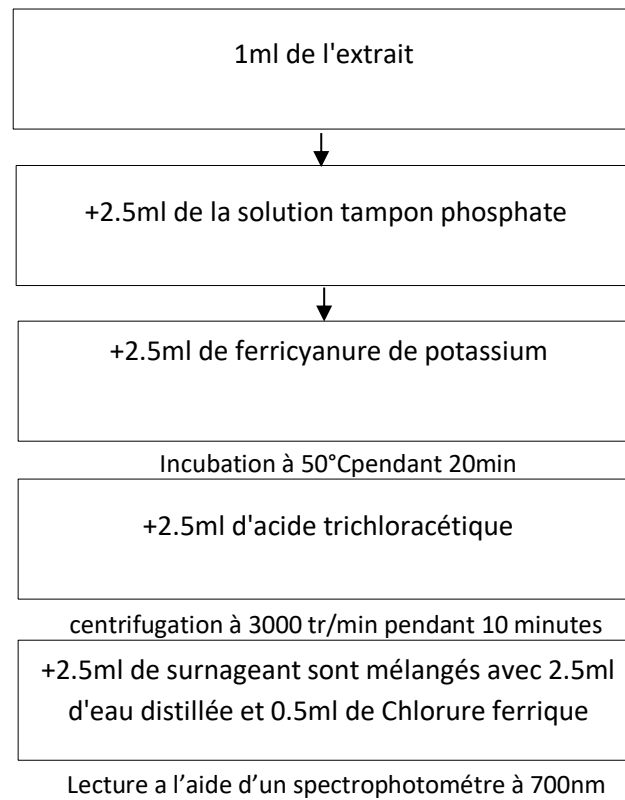 1ml de l'extrait
+2.5ml de la solution tampon phosphate
+2.5ml de ferricyanure de potassium
Incubation à 50°Cpendant 20min
+2.5ml d'acide trichloracétique
centrifugation à 3000 tr/min pendant 10 minutes
+2.5ml de surnageant sont mélangés avec 2.5ml
d'eau distillée et 0.5ml de Chlorure ferrique
Lecture a l’aide d’un spectrophotométre à 700nm